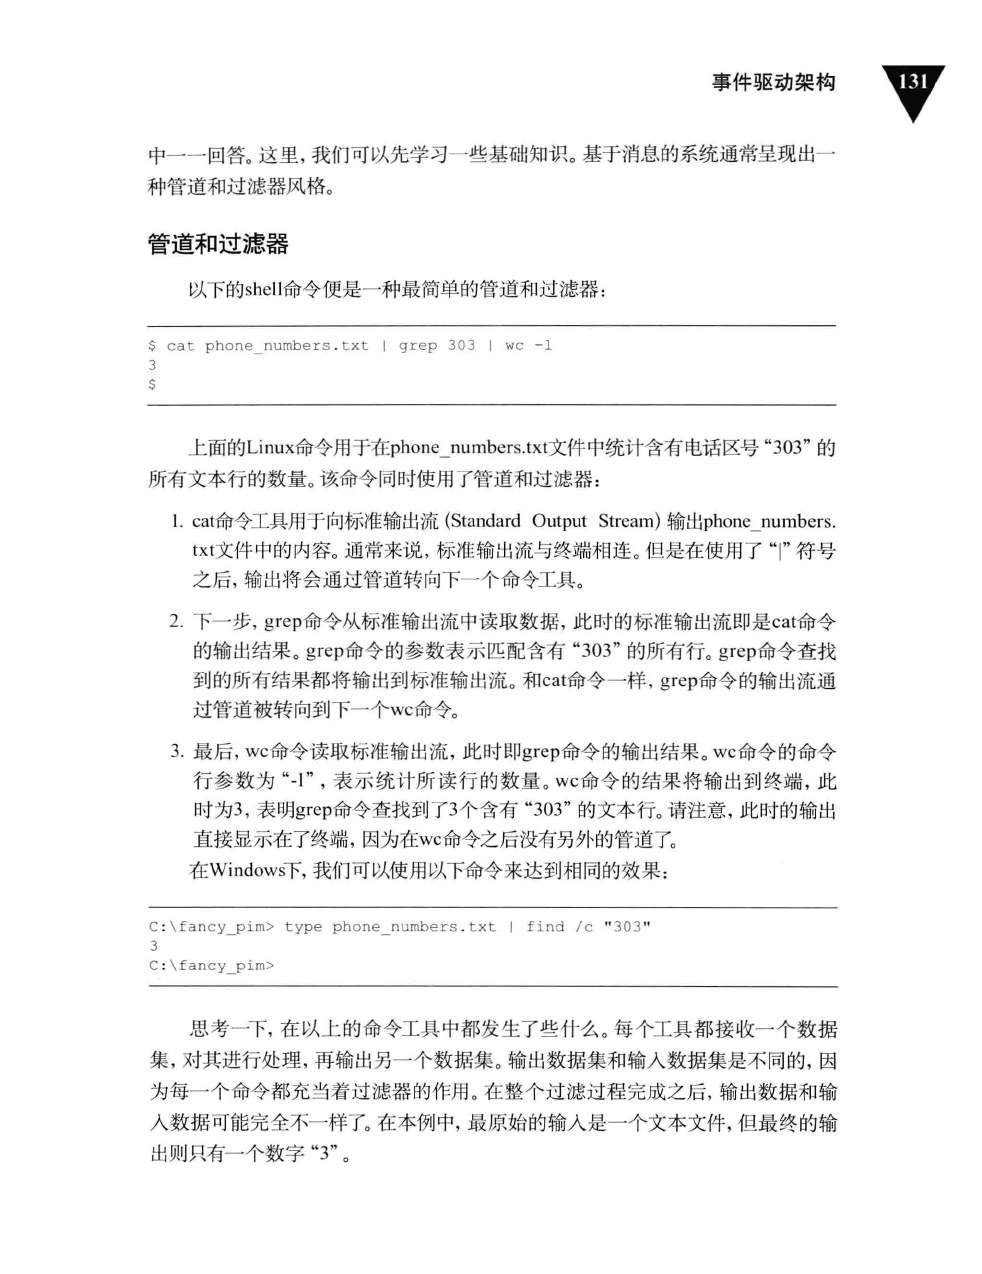 事件驱动架构
131
中一一回答。这里，我们可以先学习一些基础知识。基于消息的系统通常呈现出一
种管道和过滤器风格。
管道和过滤器
以下的shell命令便是一种最简单的管道和过滤器：
$ cat phone_numbers.txt | grep 303 | wc -l
3
$
上面的Linux命令用于在phone_numbers.txt文件中统计含有电话区号“303”的
所有文本行的数量。该命令同时使用了管道和过滤器：
1. cat命令工具用于向标准输出流（Standard Output Stream）输出phone_numbers.
txt文件中的内容。通常来说，标准输出流与终端相连。但是在使用了“|”符号
之后，输出将会通过管道转向下一个命令工具。
2. 下一步，grep命令从标准输出流中读取数据，此时的标准输出流即是cat命令
的输出结果。grep命令的参数表示匹配含有“303”的所有行。grep命令查找
到的所有结果都将输出到标准输出流。和cat命令一样，grep命令的输出流通
过管道被转向到下一个wc命令。
3. 最后，wc命令读取标准输出流，此时即grep命令的输出结果。wc命令的命令
行参数为“-l”，表示统计所读行的数量。wc命令的结果将输出到终端，此
时为3，表明grep命令查找到了3个含有“303”的文本行。请注意，此时的输出
直接显示在了终端，因为在wc命令之后没有另外的管道了。
在Windows下，我们可以使用以下命令来达到相同的效果：
C:\fancy_pim> type phone_numbers.txt | find /c "303"
3
C:\fancy_pim>
思考一下，在以上的命令工具中都发生了些什么。每个工具都接收一个数据
集，对其进行处理，再输出另一个数据集。输出数据集和输入数据集是不同的，因
为每一个命令都充当着过滤器的作用。在整个过滤过程完成之后，输出数据和输
入数据可能完全不一样了。在本例中，最原始的输入是一个文本文件，但最终的输
出则只有一个数字“3”。